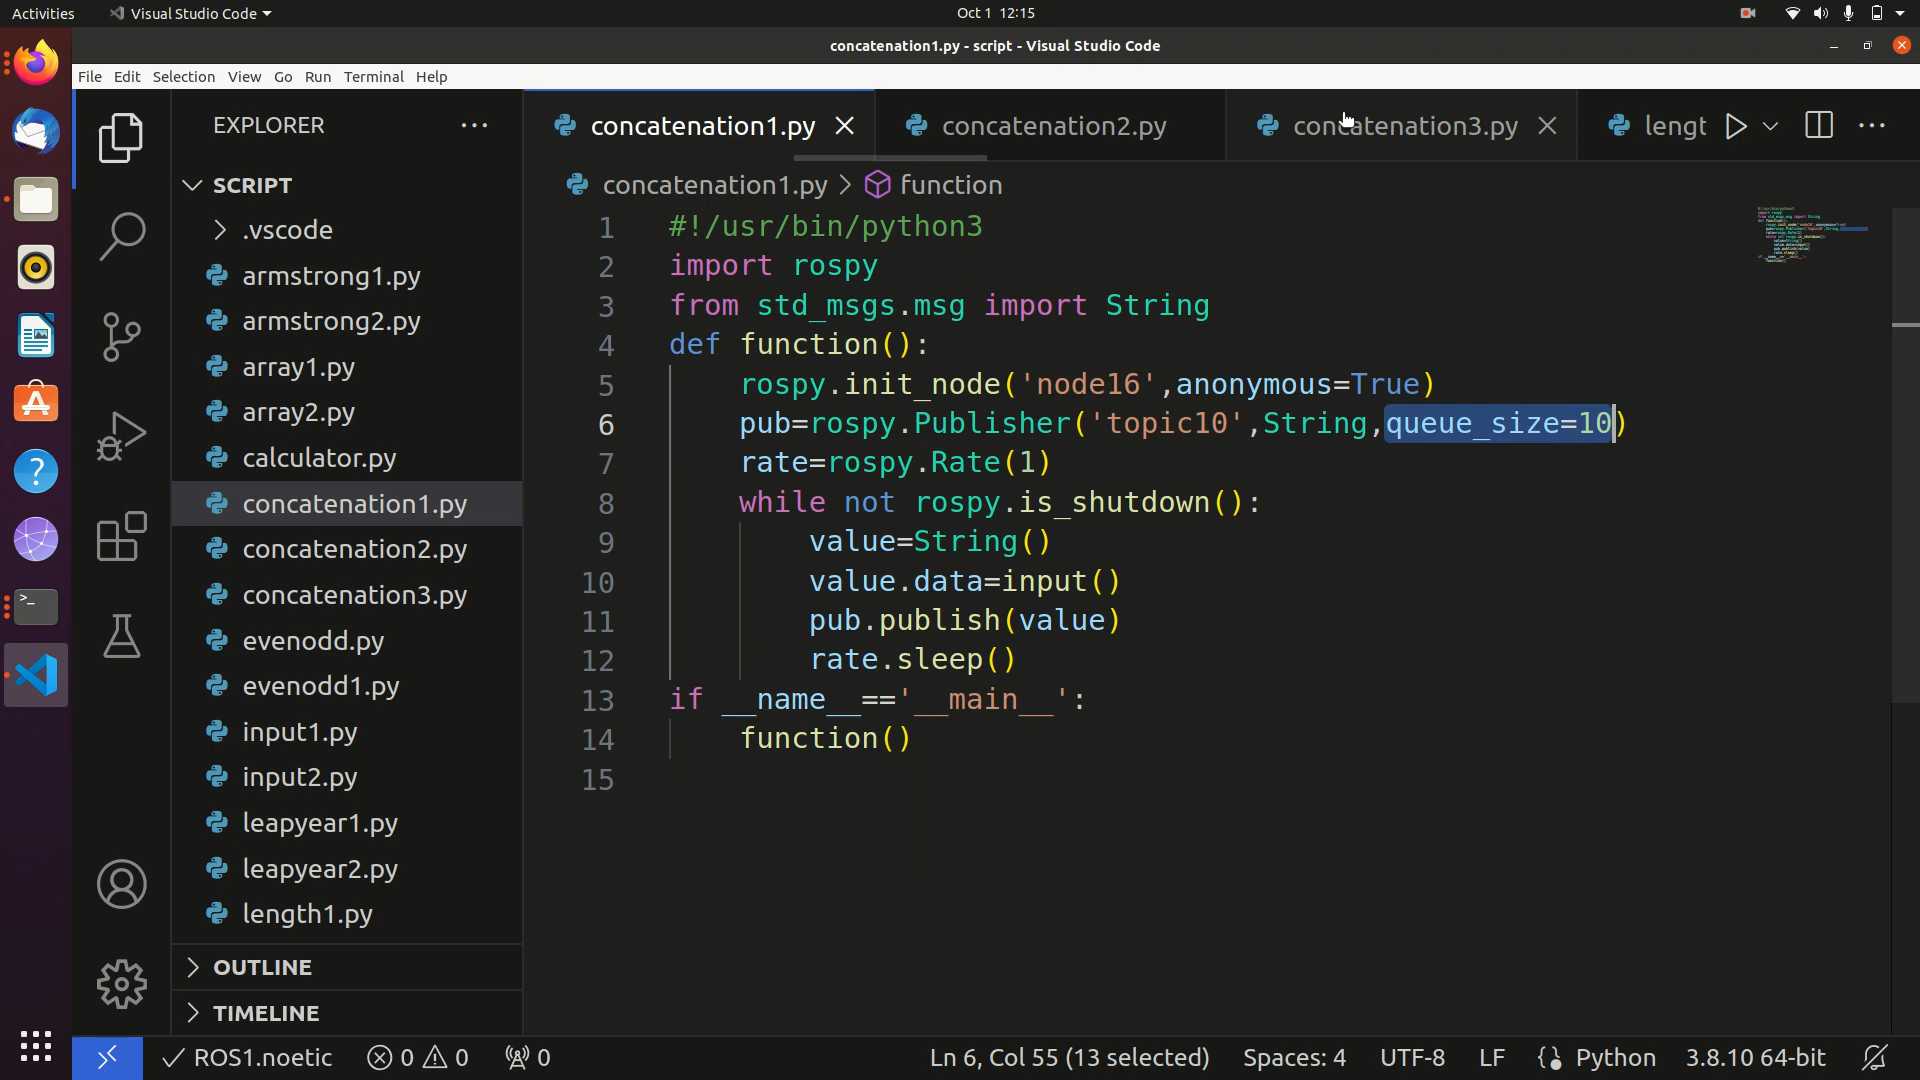 Activities
Visual Studio Code
Oct 1 12:15
concatenation1.py - script - Visual Studio Code
File Edit Selection View Go Run Terminal Help
EXPLORER
SCRIPT
.vscode
armstrong1.py
armstrong2.py
array1.py
array2.py
calculator.py
concatenation1.py
concatenation2.py
concatenation3.py
evenodd.py
evenodd1.py
input1.py
input2.py
leapyear1.py
leapyear2.py
length1.py
OUTLINE
TIMELINE
concatenation1.py
concatenation2.py
concatenation3.py
lengt
concatenation1.py > function
1 #!/usr/bin/python3
2 import rospy
3 from std_msgs.msg import String
4 def function():
5     rospy.init_node('node16',anonymous=True)
6     pub=rospy.Publisher('topic10',String,queue_size=10)
7     rate=rospy.Rate(1)
8     while not rospy.is_shutdown():
9         value=String()
10         value.data=input()
11         pub.publish(value)
12         rate.sleep()
13 if __name__=='__main__':
14     function()
15
ROS1.noetic 0 0 0 Ln 6, Col 55 (13 selected) Spaces: 4 UTF-8 LF Python 3.8.10 64-bit